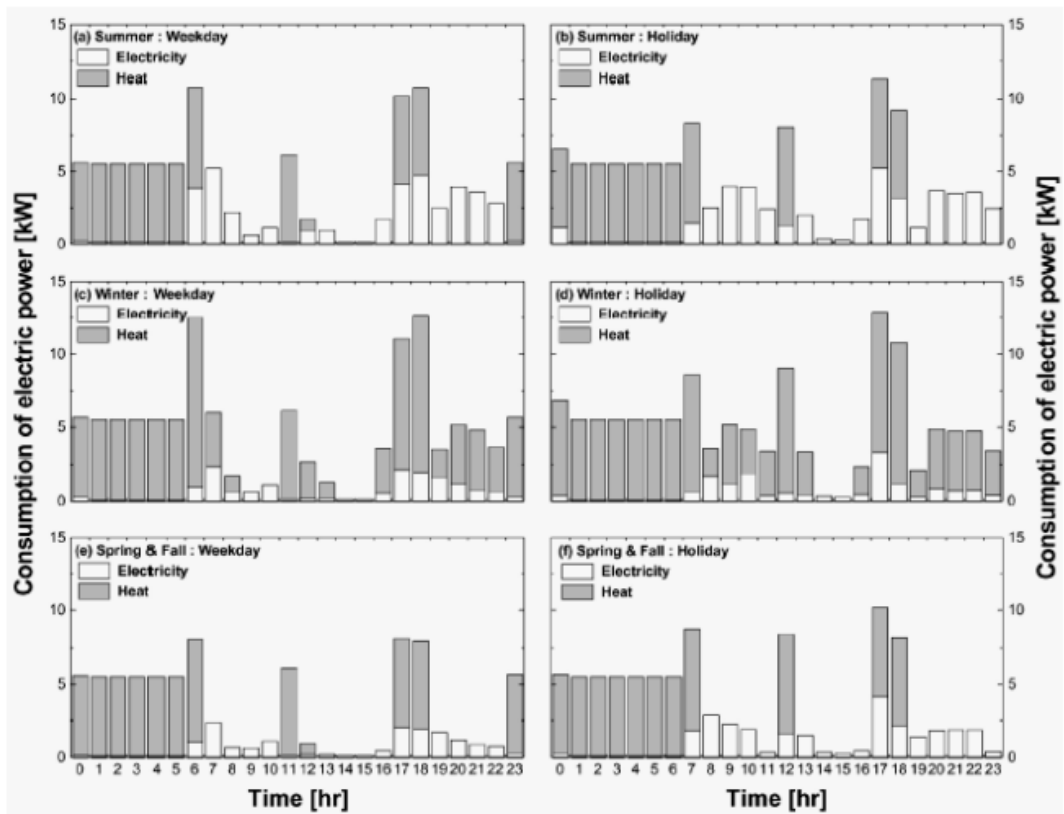 Consumption of electric power [kW]
15
10
5
0
(a) Summer : Weekday
Electricity
Heat
(b) Summer : Holiday
Electricity
Heat
15
10
5
0
15
10
5
0
(c) Winter : Weekday
Electricity
Heat
(d) Winter : Holiday
Electricity
Heat
15
10
5
0
15
10
5
0
(e) Spring & Fall : Weekday
Electricity
Heat
(f) Spring & Fall : Holiday
Electricity
Heat
15
10
5
0
Consumption of electric power [kW]
0 1 2 3 4 5 6 7 8 9 10 11 12 13 14 15 16 17 18 19 20 21 22 23
0 1 2 3 4 5 6 7 8 9 10 11 12 13 14 15 16 17 18 19 20 21 22 23
Time [hr]
Time [hr]